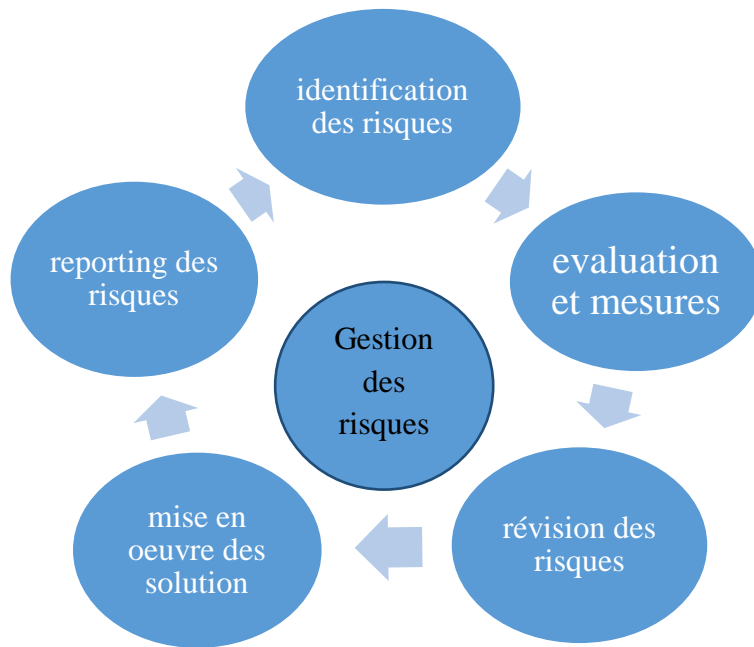 identification
des risques
evaluation
et mesures
révision des
risques
mise en
oeuvre des
solution
reporting des
risques
Gestion
des
risques